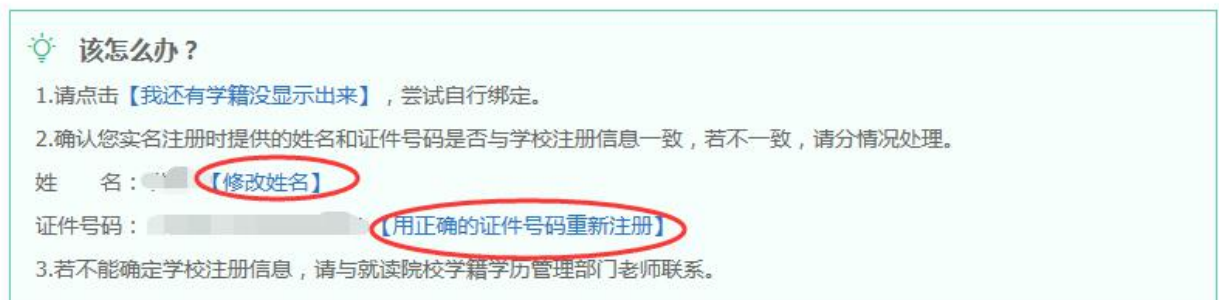 该怎么办？
1.请点击【我还有学籍没显示出来】，尝试自行绑定。
2.确认您实名注册时提供的姓名和证件号码是否与学校注册信息一致，若不一致，请分情况处理。
姓 名：【修改姓名】
证件号码：【用正确的证件号码重新注册】
3.若不能确定学校注册信息，请与就读院校学籍学历管理部门老师联系。